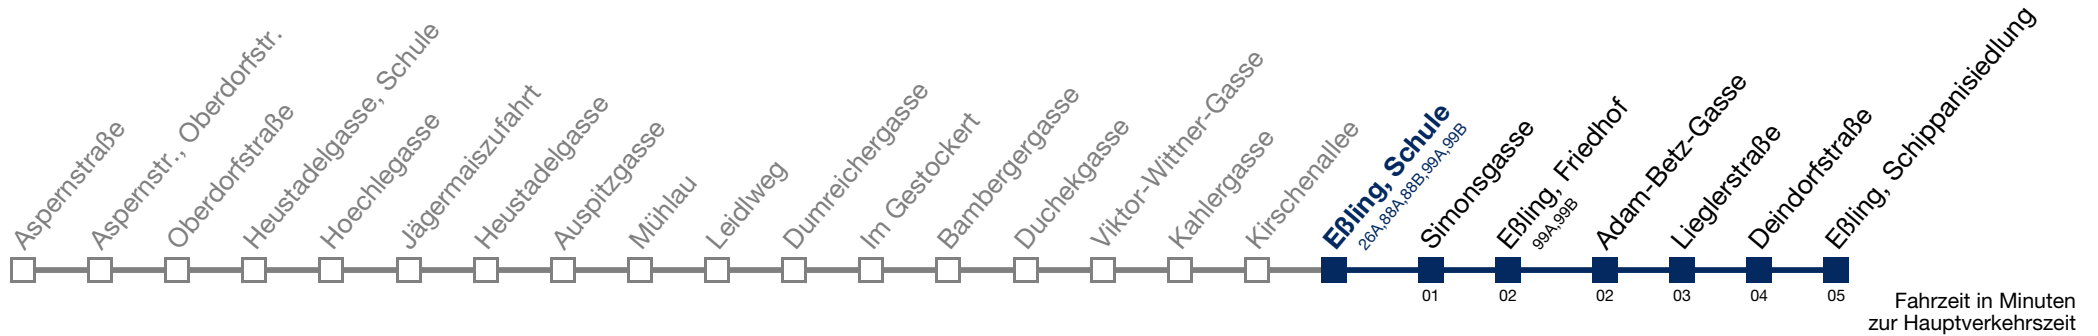 Aspernstraße
Aspernstr., Oberdorfstr.
Oberdorfstraße
Heustadelgasse, Schule
Hoechlegasse
Jägermaiszufahrt
Heustadelgasse
Auspitzgasse
Mühlau
Leidlweg
Dumreichergasse
Im Gestockert
Bambergergasse
Duchekgasse
Viktor-Wittner-Gasse
Kahlergasse
Kirschenallee
Eßling, Schule
26A,88A,88B,99A,99B
Simonsgasse
Eßling, Friedhof
99A,99B
Adam-Betz-Gasse
Lieglerstraße
Deindorfstraße
Eßling, Schippanisiedlung
01
02
02
03
04
05
Fahrzeit in Minuten
zur Hauptverkehrszeit